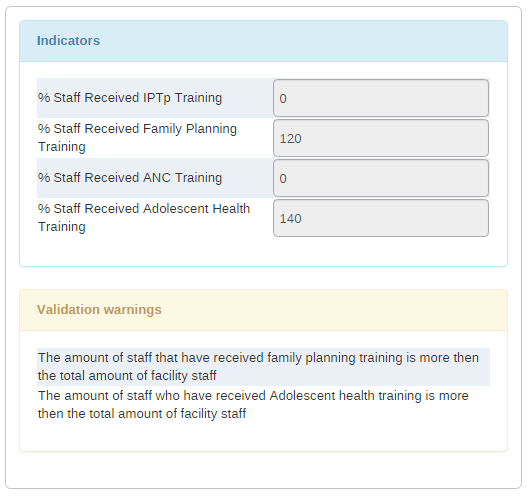 Indicators
% Staff Received IPTp Training
0
% Staff Received Family Planning
Training
120
% Staff Received ANC Training
0
% Staff Received Adolescent Health
Training
140
Validation warnings
The amount of staff that have received family planning training is more then
the total amount of facility staff
The amount of staff who have received Adolescent health training is more
then the total amount of facility staff